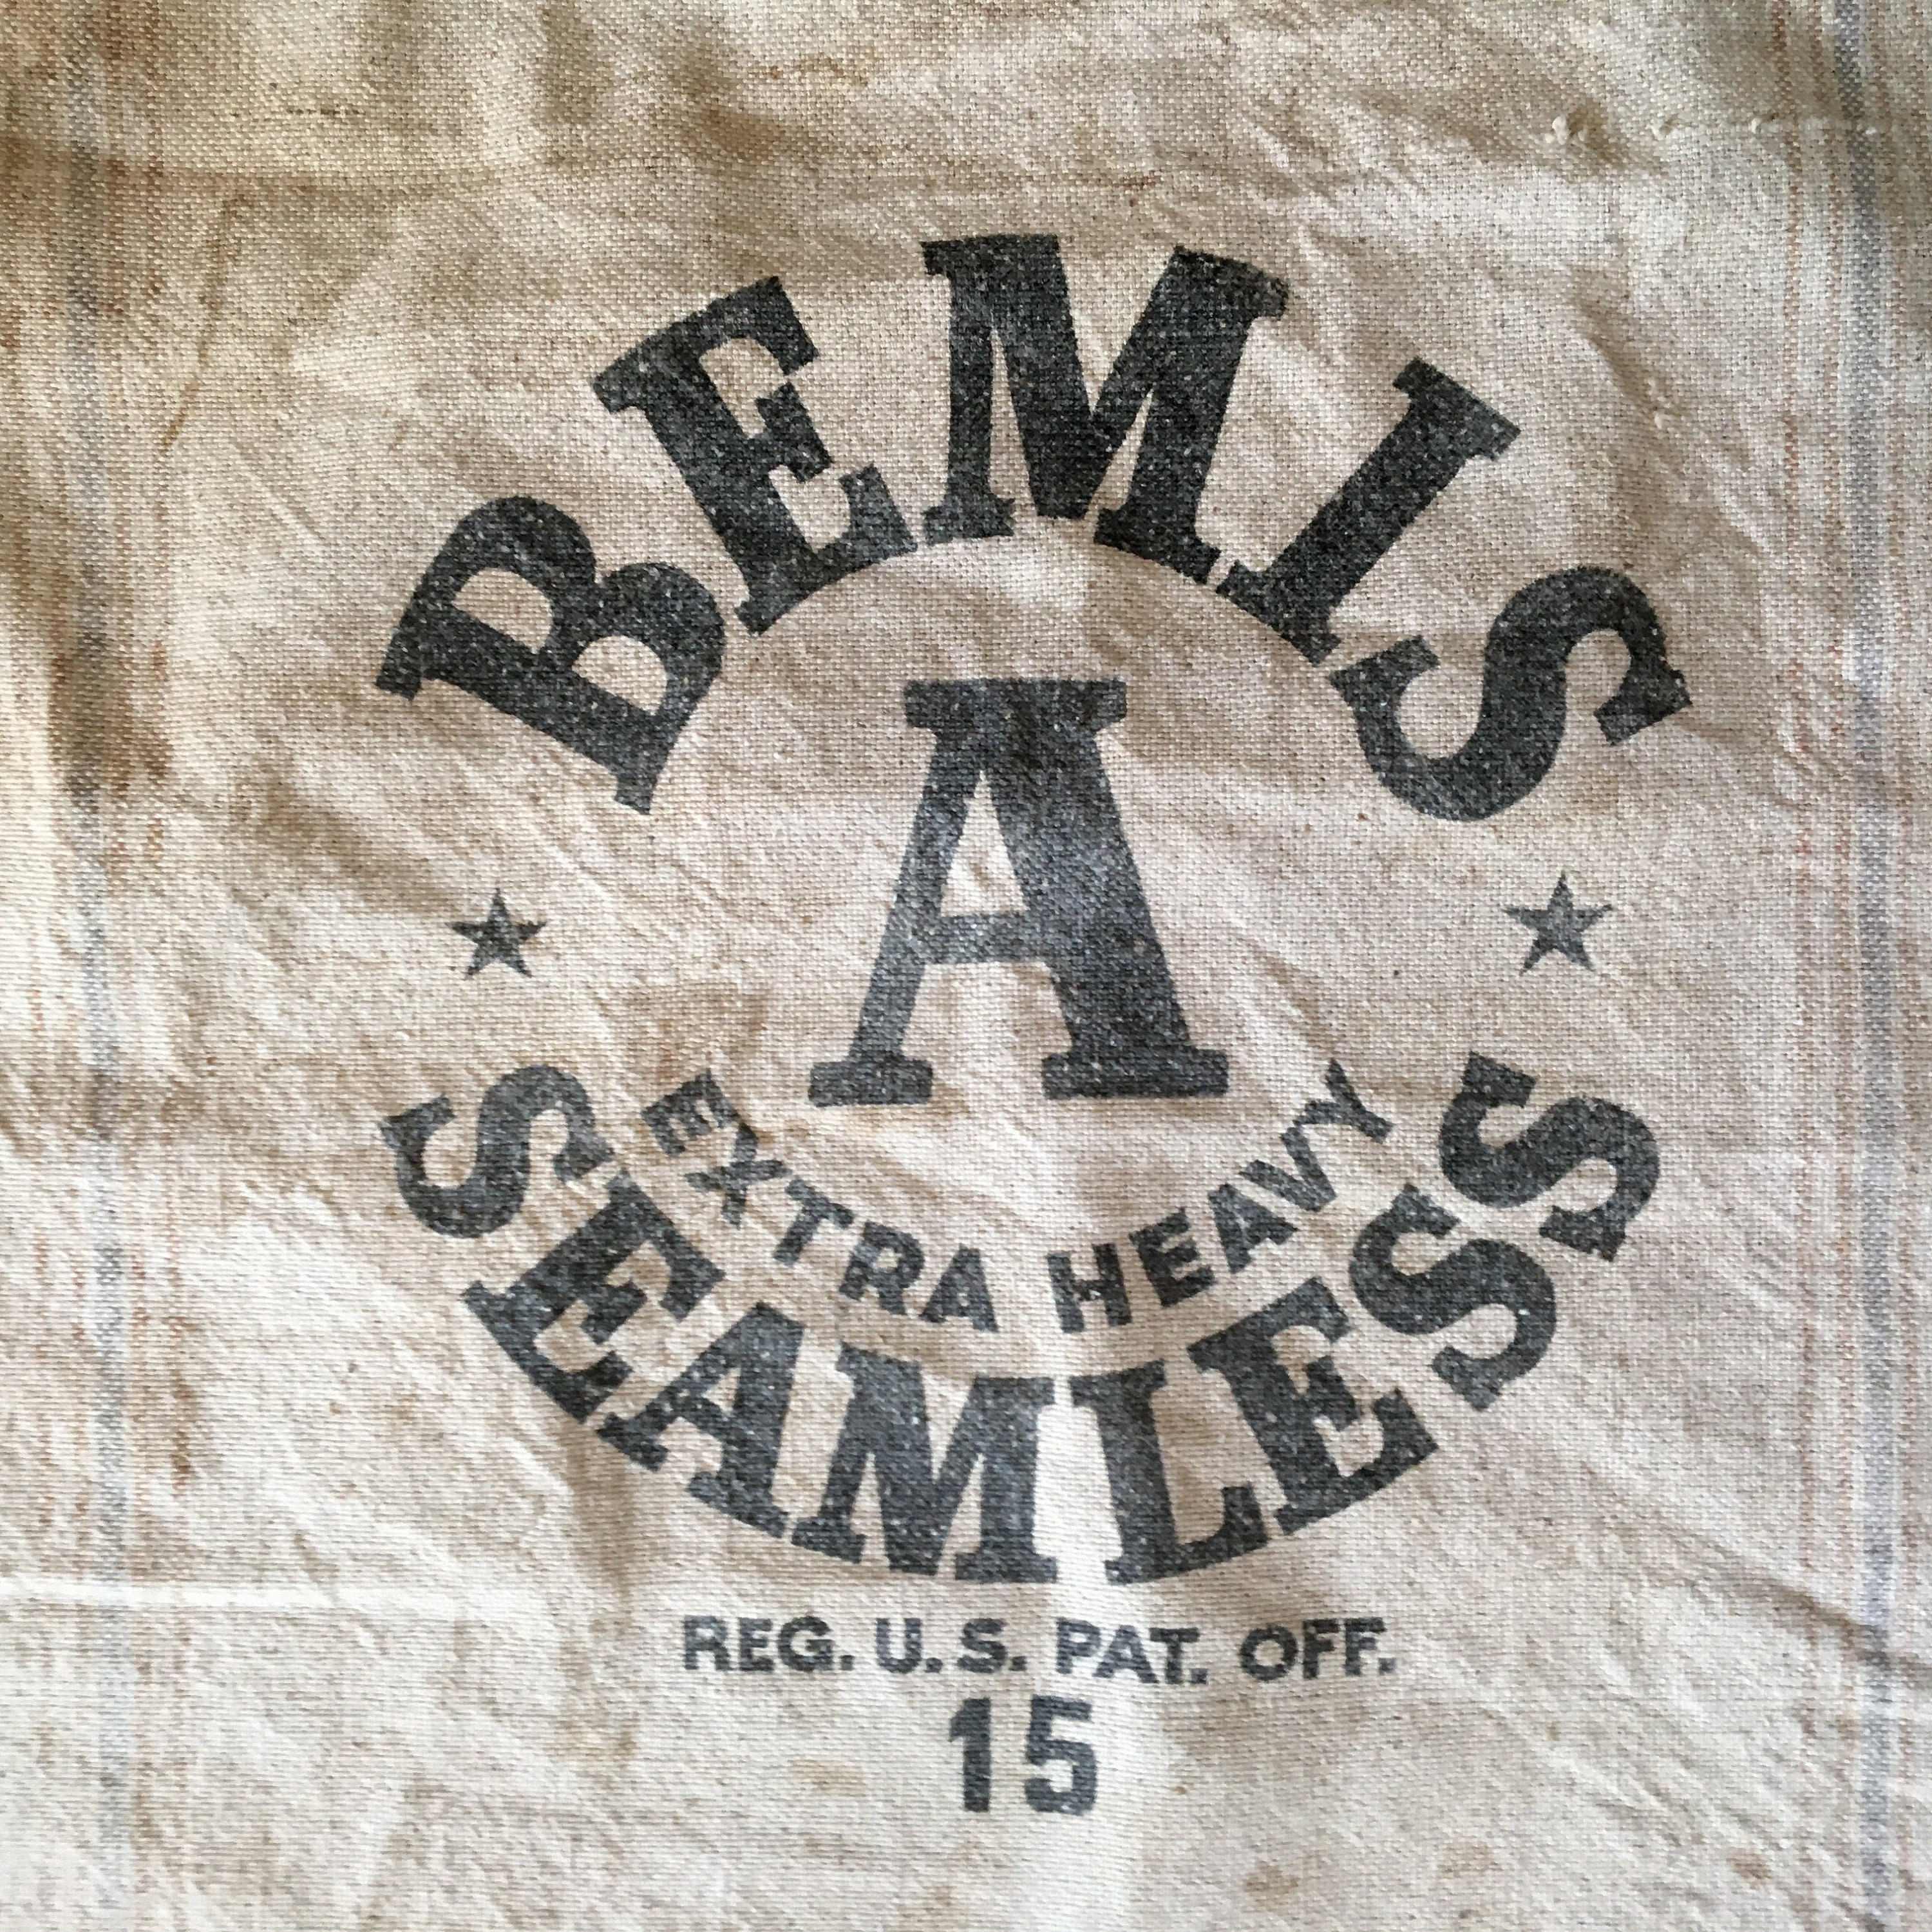 BEMIS
A
EXTRA HEAVY
SEAMLESS
REG. U.S. PAT. OFF.
15